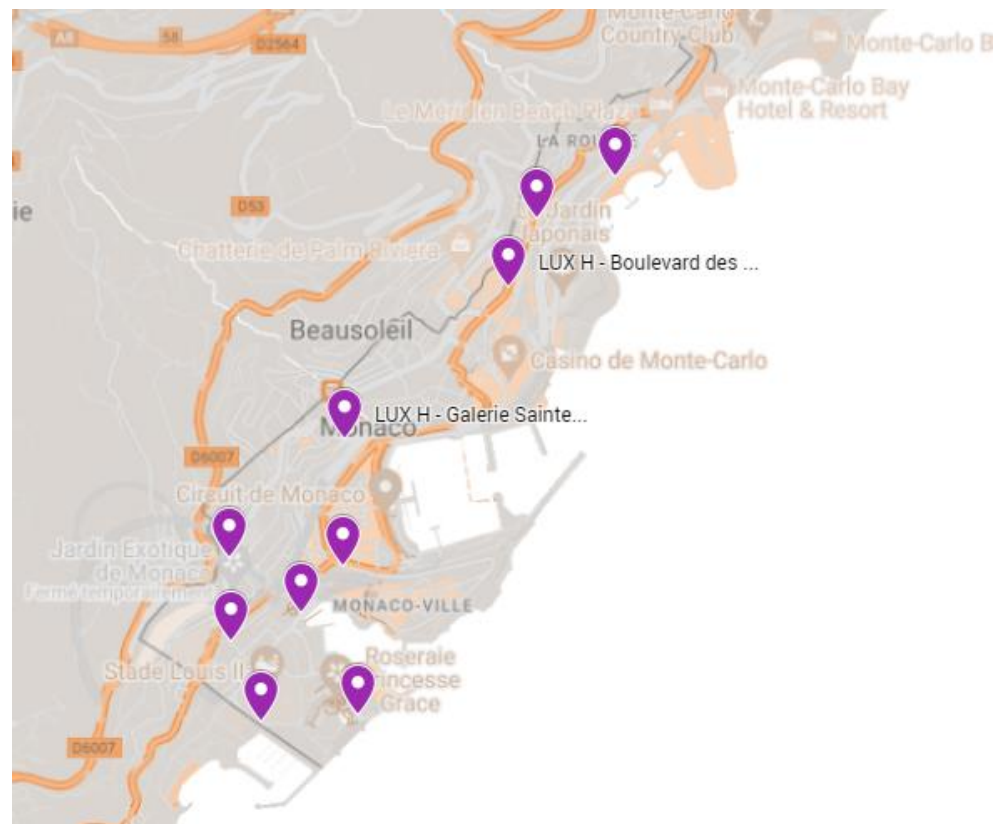 Monte-Carlo
Country Club
A8
58
D2564
Monte-Carlo B
Monte-Carlo Bay
Hotel & Resort
Le Méridien Beach Plaza
LA ROU
D53
ie
Jardin
Japonais
Chatterie de Palm Riviera
LUX H - Boulevard des ...
Beausoleil
Casino de Monte-Carlo
LUX H - Galerie Sainte...
Monaco
D6007
Circuit de Monaco
Jardin Exotique
de Monaco
Fermé temporairement
MONACO-VILLE
Stade Louis II
Roseraie
Princesse
Grace
D6007